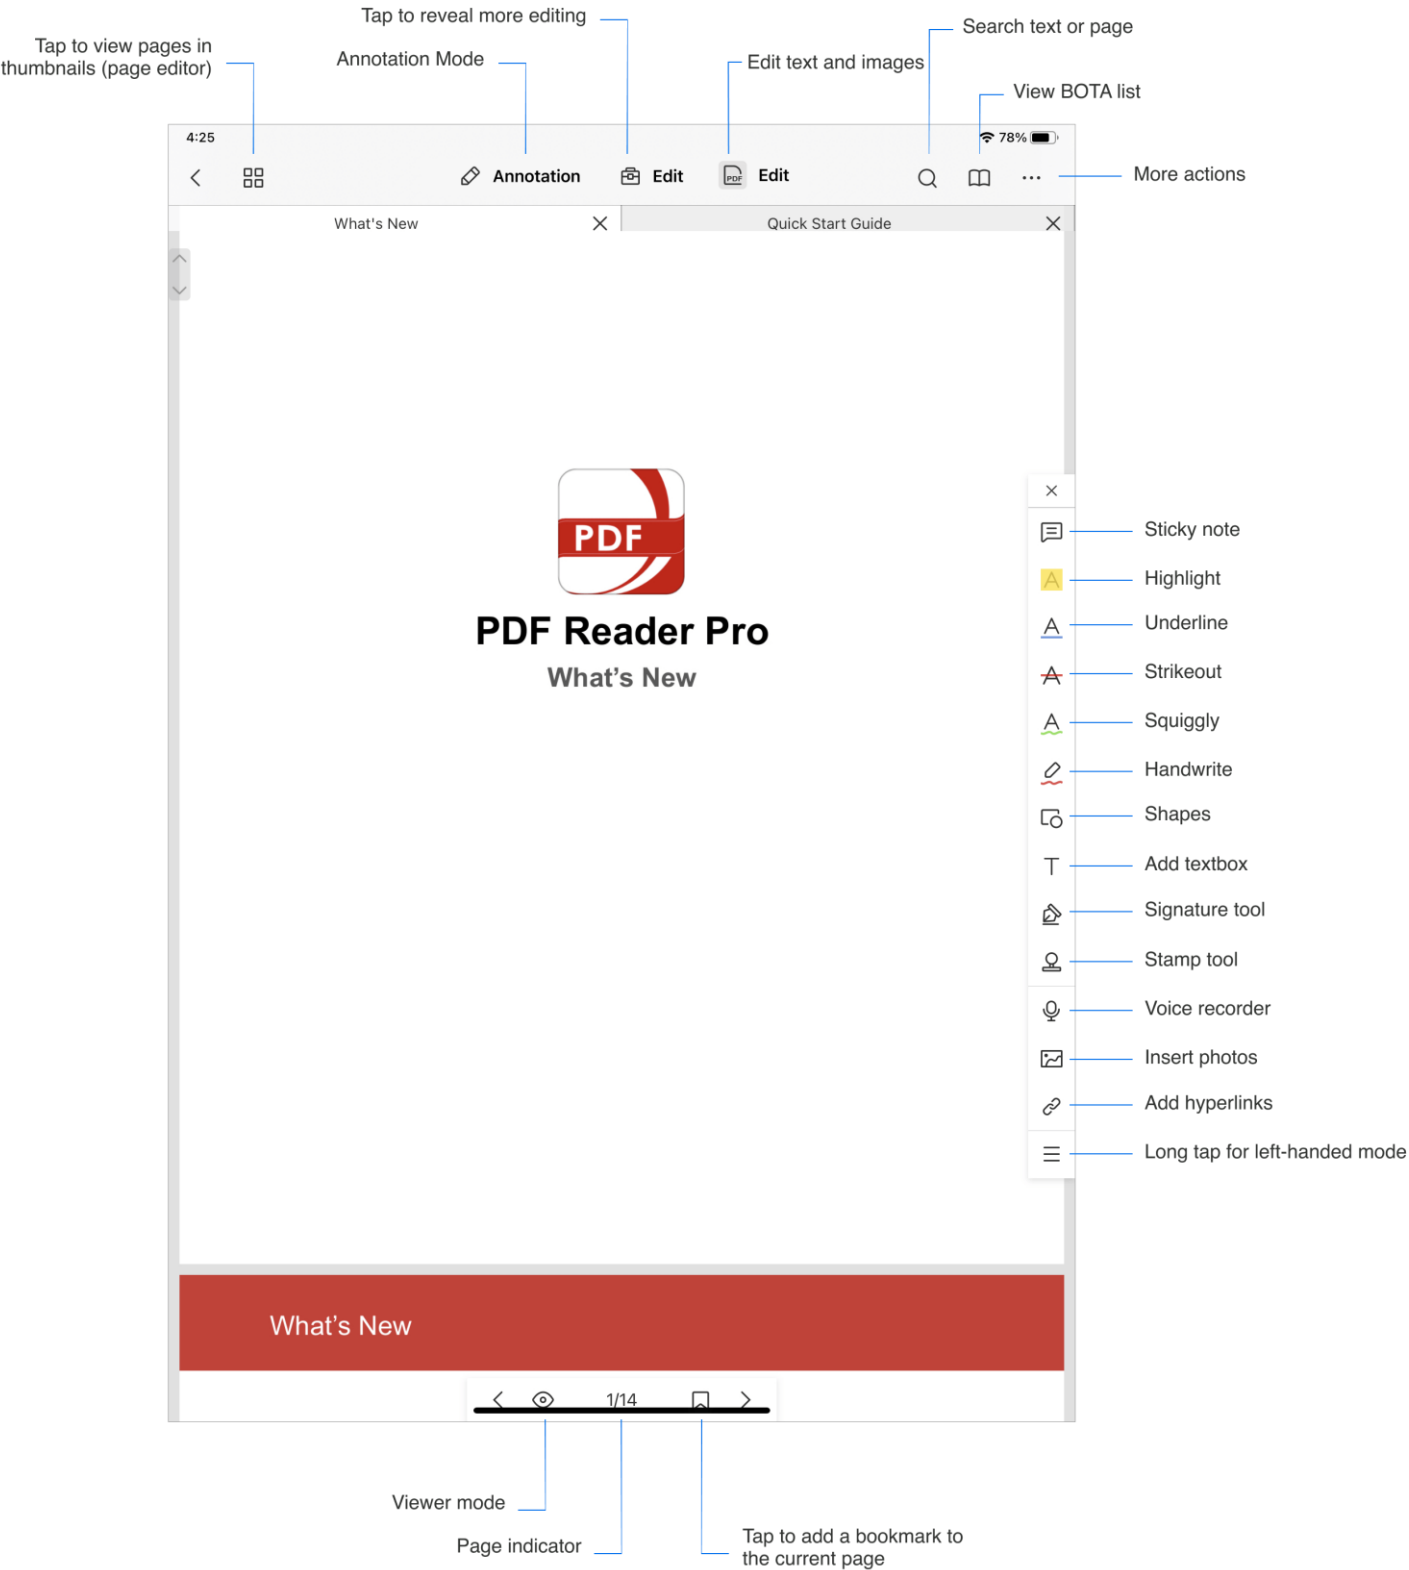 Tap to reveal more editing
Search text or page
Tap to view pages in
thumbnails (page editor)
Annotation Mode
Edit text and images
View BOTA list
4:25
78%
Annotation
Edit
PDF
Edit
More actions
What's New
Quick Start Guide
PDF
PDF Reader Pro
What’s New
Sticky note
A
Highlight
A
Underline
A
Strikeout
A
Squiggly
Handwrite
Shapes
T
Add textbox
Signature tool
Stamp tool
Voice recorder
Insert photos
Add hyperlinks
Long tap for left-handed mode
What’s New
1/14
Viewer mode
Page indicator
Tap to add a bookmark to
the current page